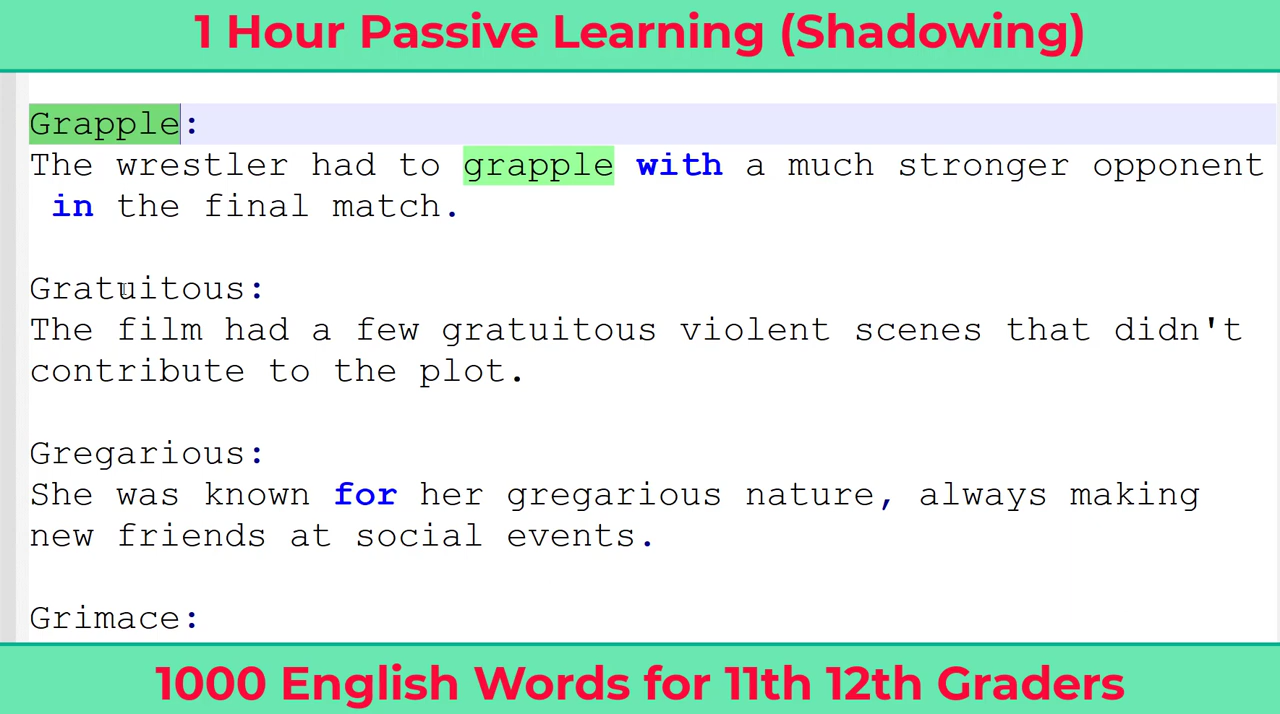 1 Hour Passive Learning (Shadowing)
Grapple:
The wrestler had to grapple with a much stronger opponent
in the final match.
Gratuitous:
The film had a few gratuitous violent scenes that didn't
contribute to the plot.
Gregarious:
She was known for her gregarious nature, always making
new friends at social events.
Grimace:
1000 English Words for 11th 12th Graders